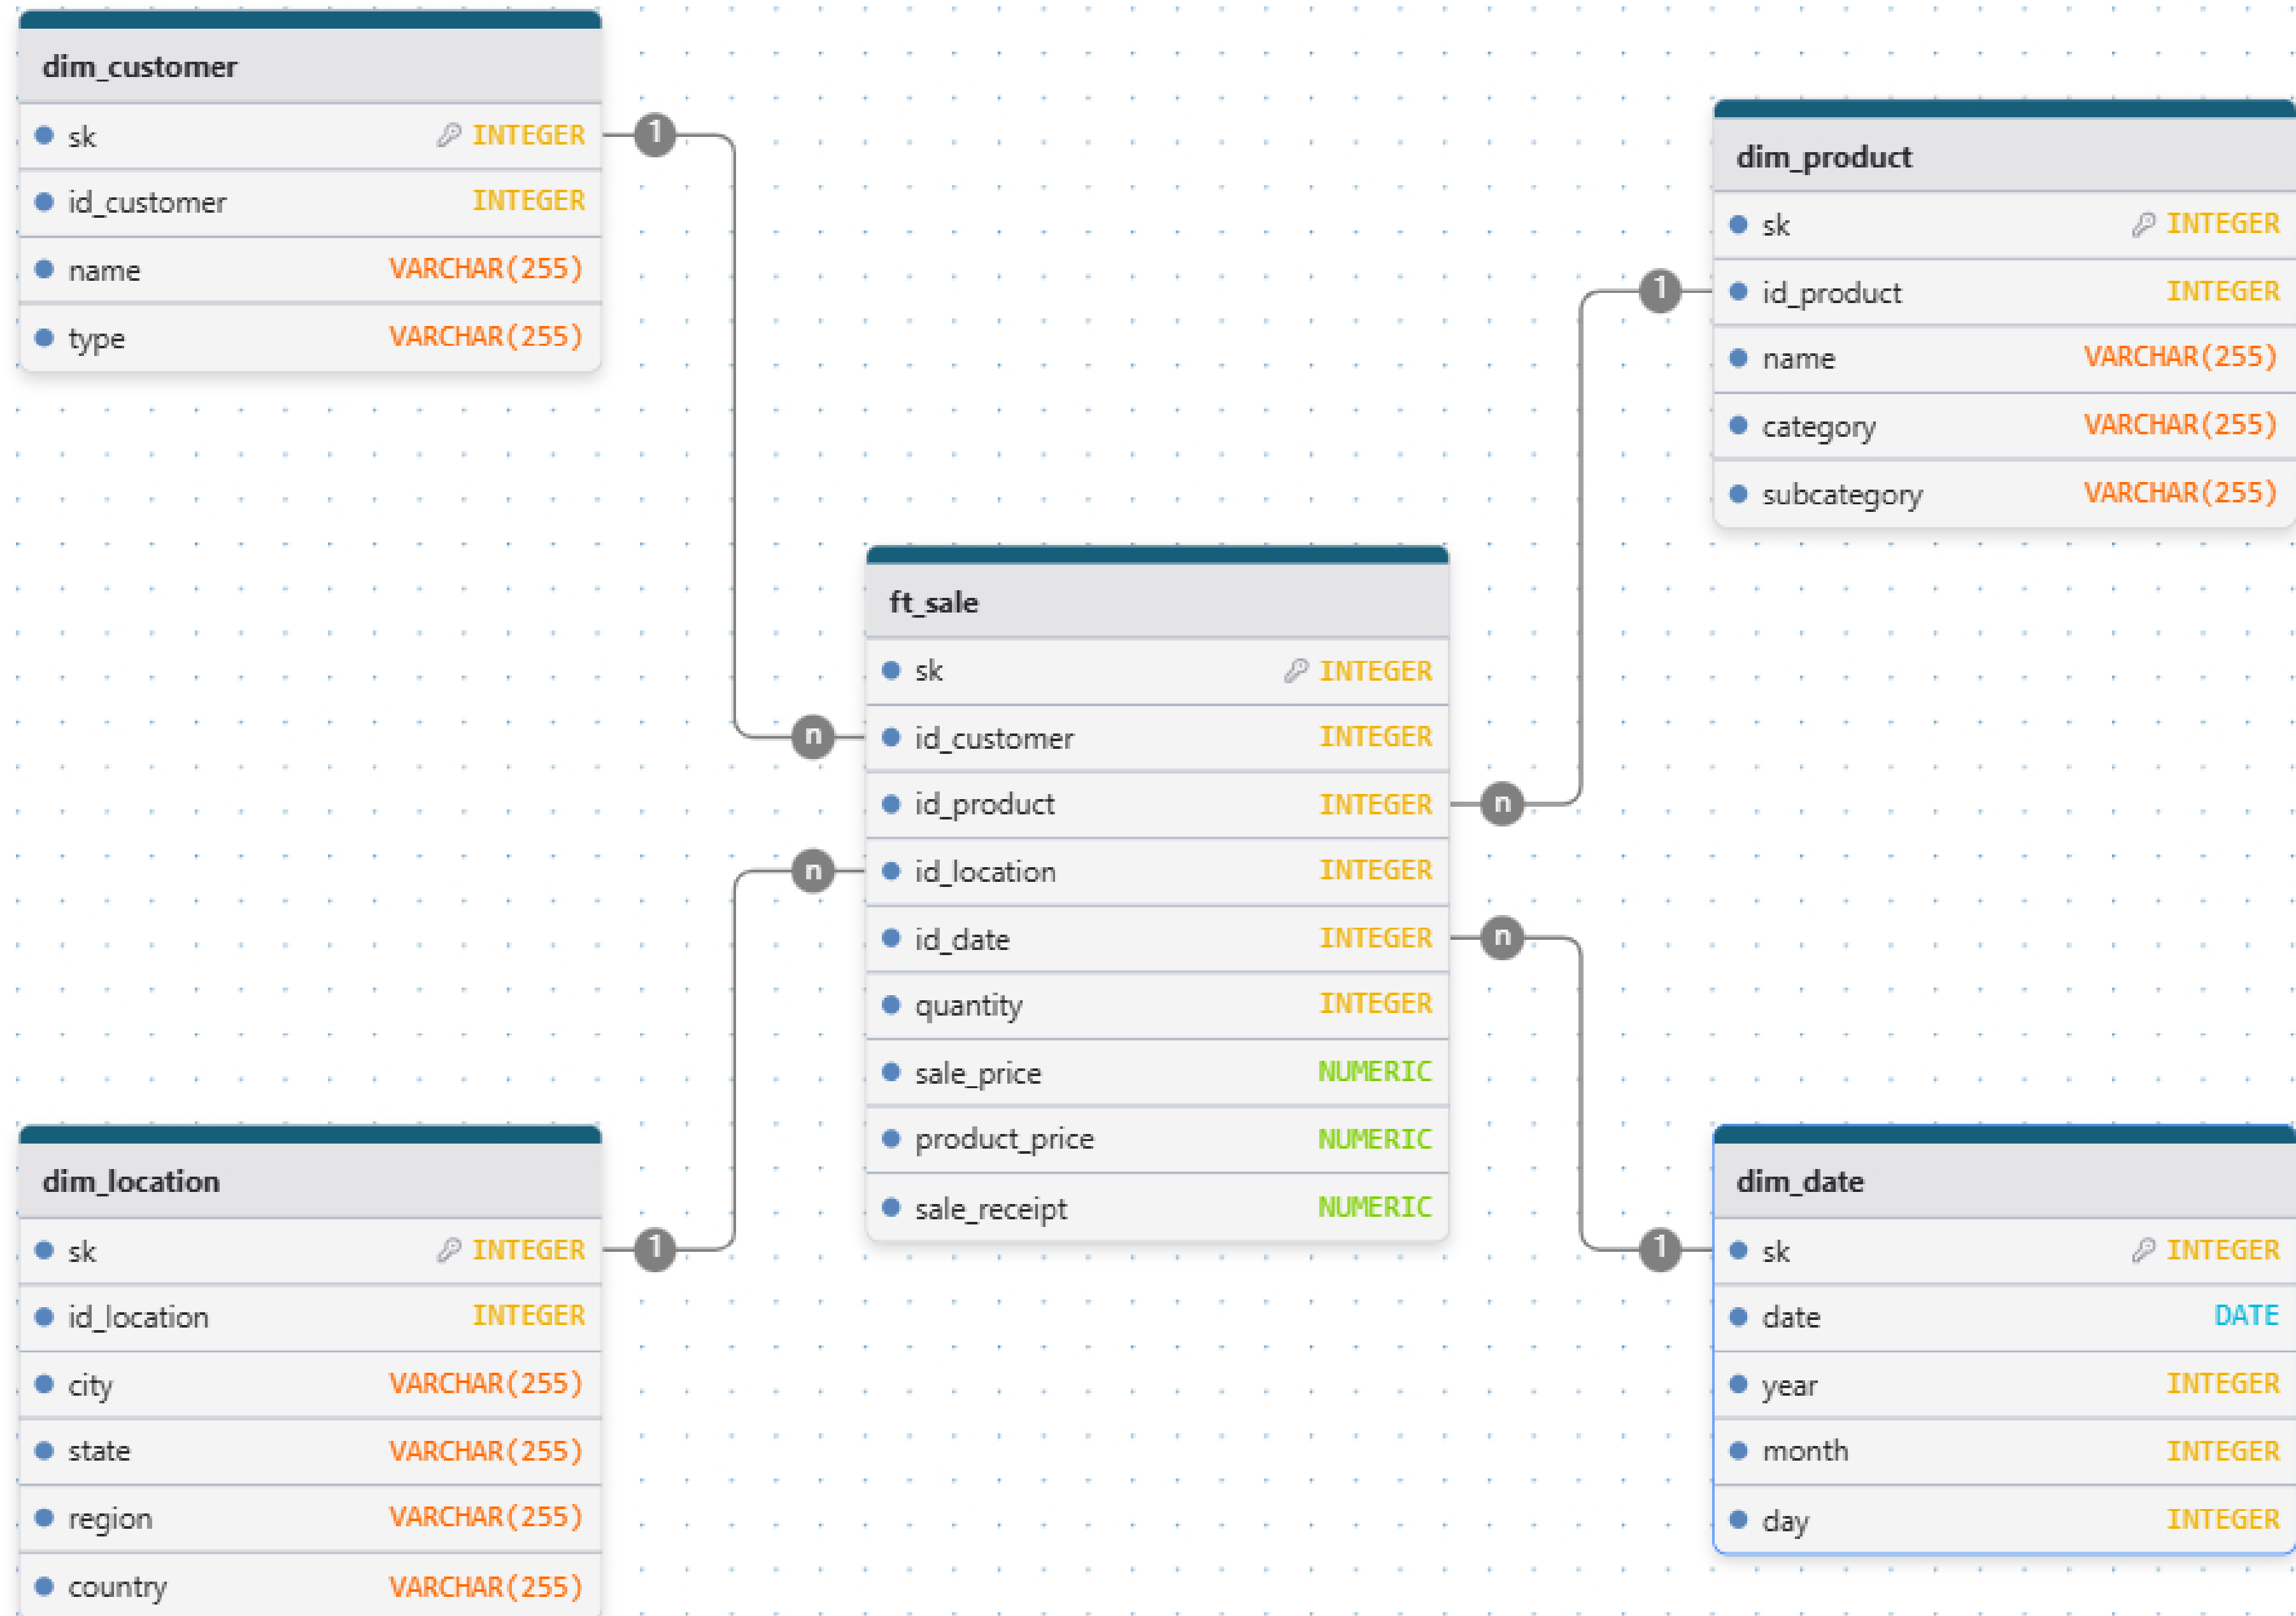 dim_customer
sk INTEGER
id_customer INTEGER
name VARCHAR(255)
type VARCHAR(255)
1
dim_product
sk INTEGER
1
id_product INTEGER
name VARCHAR(255)
category VARCHAR(255)
subcategory VARCHAR(255)
ft_sale
sk INTEGER
n
id_customer INTEGER
id_product INTEGER
n
n
id_location INTEGER
id_date INTEGER
n
quantity INTEGER
sale_price NUMERIC
product_price NUMERIC
sale_receipt NUMERIC
dim_location
sk INTEGER
1
id_location INTEGER
city VARCHAR(255)
state VARCHAR(255)
region VARCHAR(255)
country VARCHAR(255)
dim_date
1
sk INTEGER
date DATE
year INTEGER
month INTEGER
day INTEGER